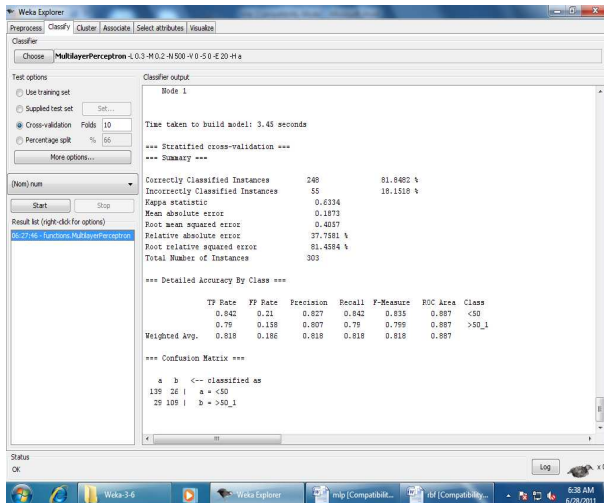 Weka Explorer
Preprocess Classify Cluster Associate Select attributes Visualize
Classifier
Choose MultilayerPerceptron -L 0.3 -M 0.2 -N 500 -V 0 -S 0 -E 20 -H a
Test options
Use training set
Supplied test set Set...
Cross-validation Folds 10
Percentage split % 66
More options...
(Nom) num
Start Stop
Result list (right-click for options)
06:27:46 - functions.MultilayerPerceptron
Classifier output
Node 1
Time taken to build model: 3.45 seconds
=== Stratified cross-validation ===
=== Summary ===
Correctly Classified Instances 248 81.8482 %
Incorrectly Classified Instances 55 18.1518 %
Kappa statistic 0.6334
Mean absolute error 0.1873
Root mean squared error 0.4057
Relative absolute error 37.7581 %
Root relative squared error 81.4584 %
Total Number of Instances 303
=== Detailed Accuracy By Class ===
TP Rate FP Rate Precision Recall F-Measure ROC Area Class
0.842 0.21 0.827 0.842 0.835 0.887 <50
0.79 0.158 0.807 0.79 0.799 0.887 >50_1
Weighted Avg. 0.818 0.186 0.818 0.818 0.818 0.887
=== Confusion Matrix ===
a b <-- classified as
139 26 | a = <50
29 109 | b = >50_1
Status
OK
Log x 0
Weka-3-6 Weka Explorer mlp [Compatibilit... rbf [Compatibility...
6:38 AM
6/28/2011